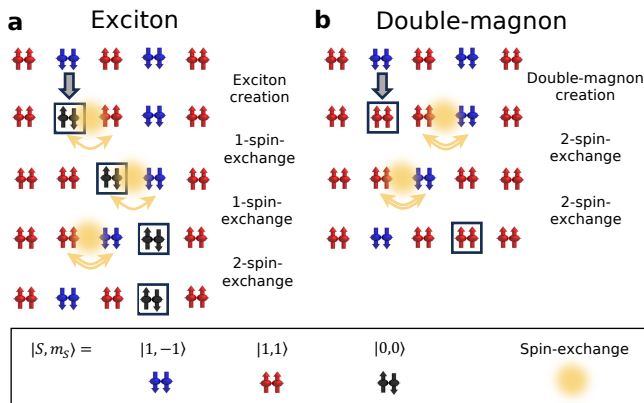 a
Exciton
Exciton
creation
1-spin-
exchange
1-spin-
exchange
2-spin-
exchange
b
Double-magnon
Double-magnon
creation
2-spin-
exchange
2-spin-
exchange
|S, m_S⟩ =
|1, −1⟩
|1,1⟩
|0,0⟩
Spin-exchange